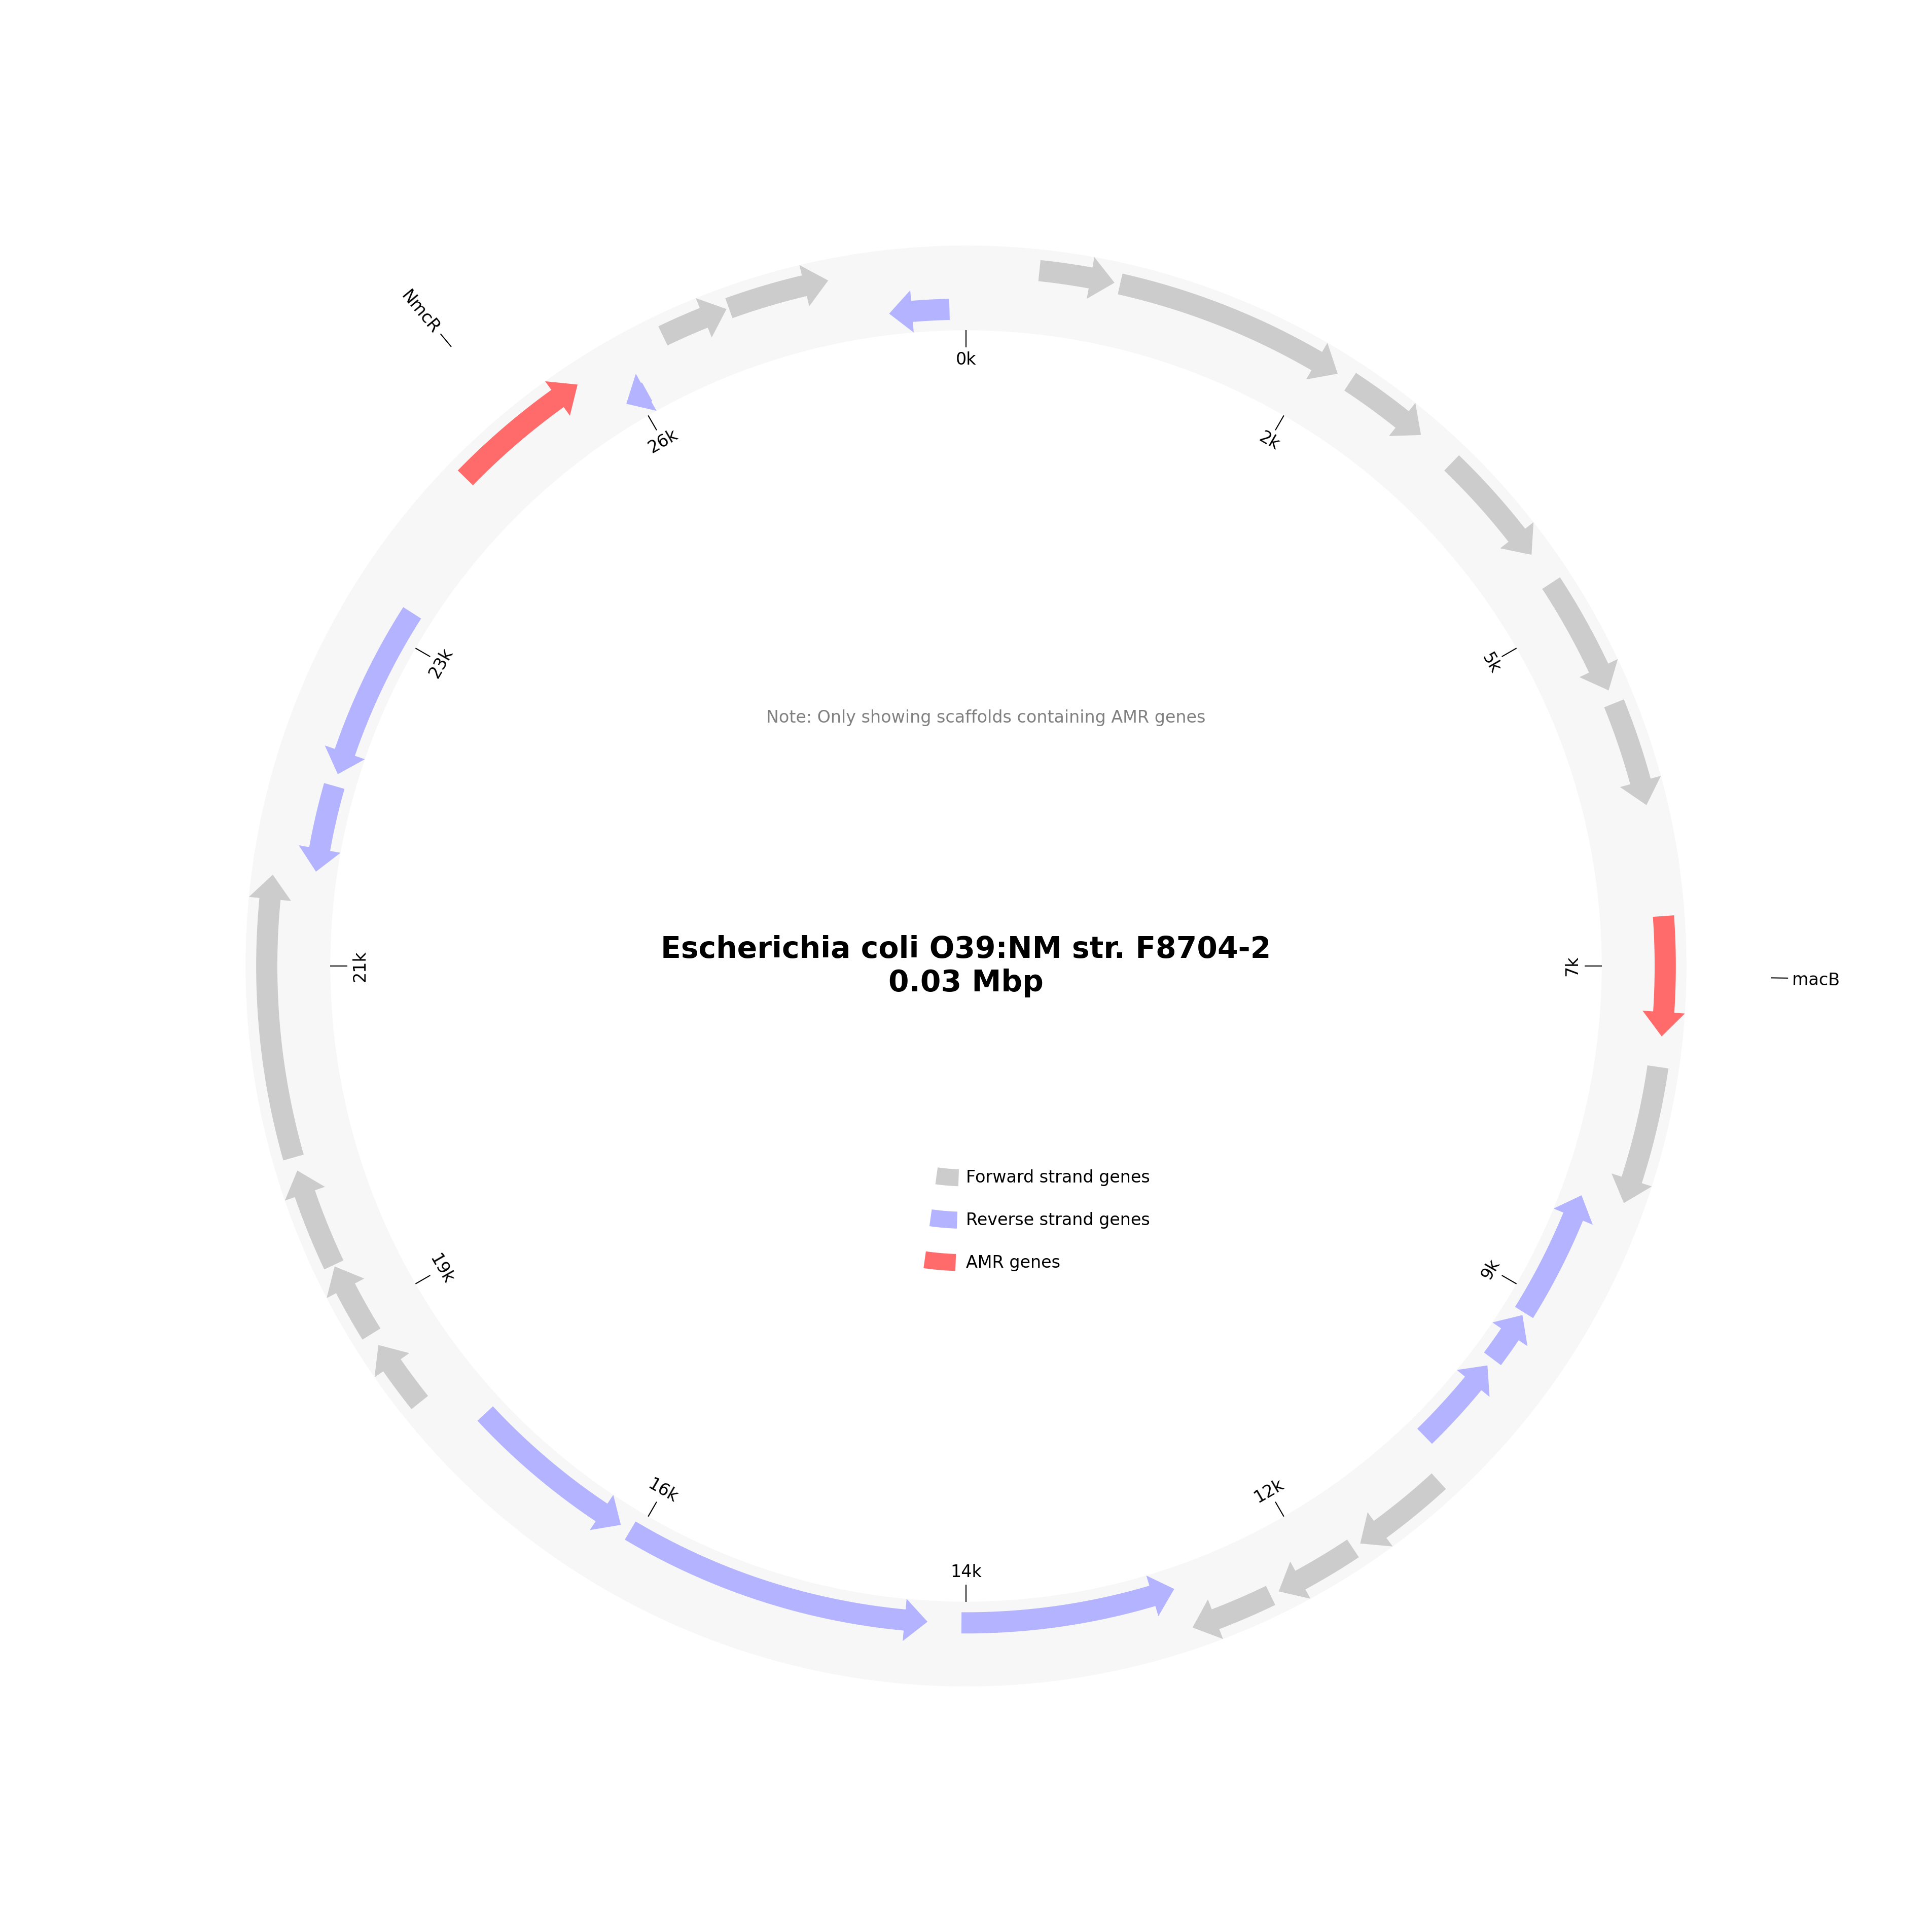 NmcR
0k
26k
2k
23k
5k
Note: Only showing scaffolds containing AMR genes
Escherichia coli O39:NM str. F8704-2
0.03 Mbp
21k
7k
macB
Forward strand genes
Reverse strand genes
AMR genes
19k
9k
16k
12k
14k